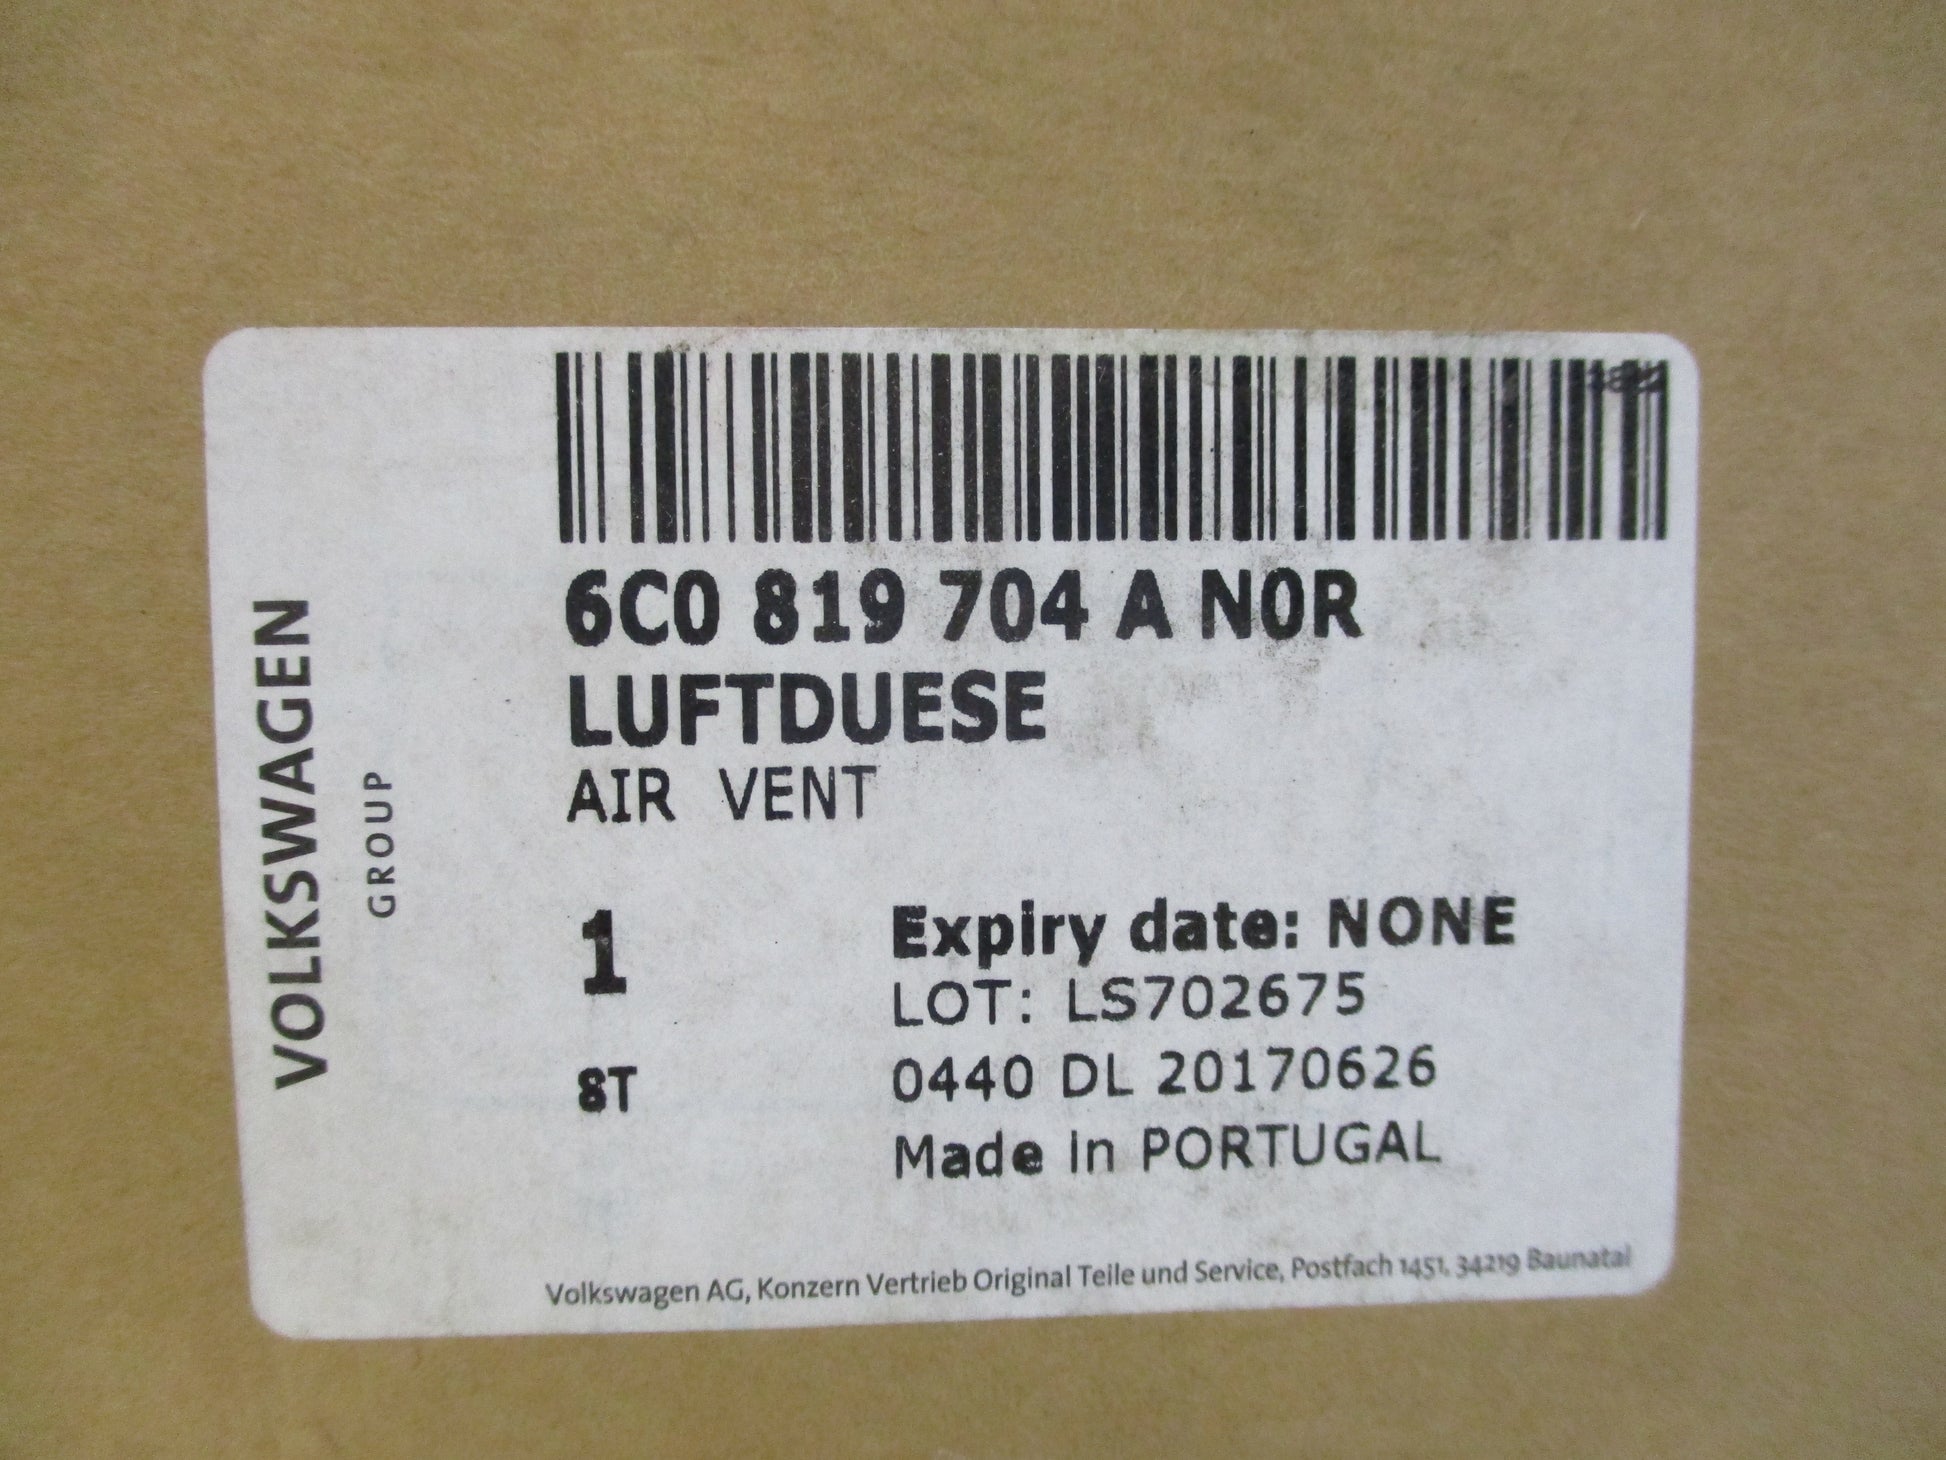 VOLKSWAGEN
GROUP
6C0 819 704 A N0R
LUFTDUESE
AIR VENT
1
Expiry date: NONE
LOT: LS702675
8T
0440 DL 20170626
Made in PORTUGAL
Volkswagen AG, Konzern Vertrieb Original Teile und Service, Postfach 1451, 34219 Baunatal